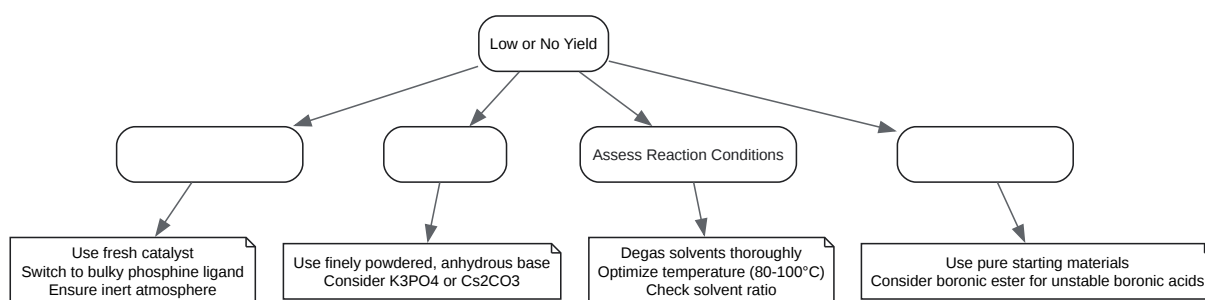 Low or No Yield
Assess Reaction Conditions
Use fresh catalyst
Switch to bulky phosphine ligand
Ensure inert atmosphere
Use finely powdered, anhydrous base
Consider K3PO4 or Cs2CO3
Degas solvents thoroughly
Optimize temperature (80-100°C)
Check solvent ratio
Use pure starting materials
Consider boronic ester for unstable boronic acids